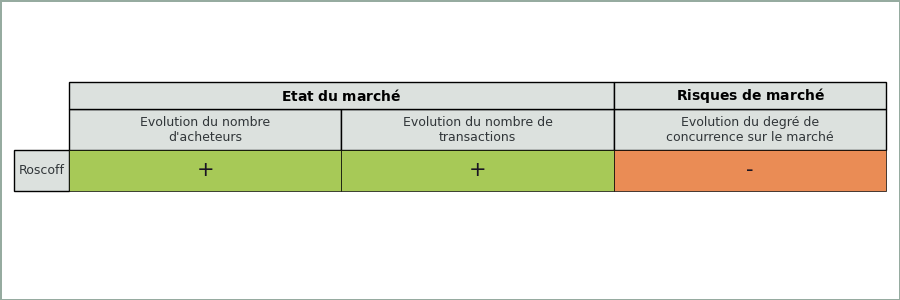 Etat du marché
Risques de marché
Evolution du nombre
d'acheteurs
Evolution du nombre de
transactions
Evolution du degré de
concurrence sur le marché
Roscoff
+
+
-